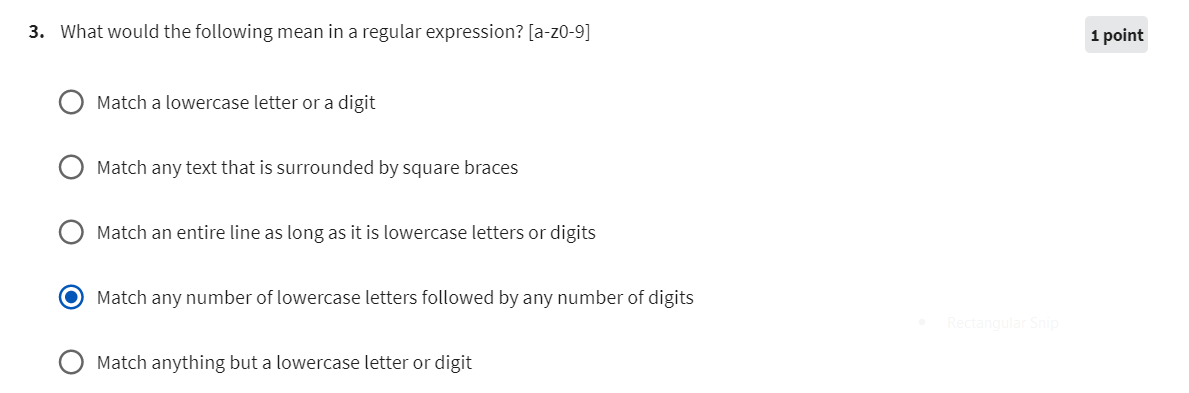 3. What would the following mean in a regular expression? [a-z0-9]
1 point
Match a lowercase letter or a digit
Match any text that is surrounded by square braces
Match an entire line as long as it is lowercase letters or digits
Match any number of lowercase letters followed by any number of digits
Rectangular Snip
Match anything but a lowercase letter or digit